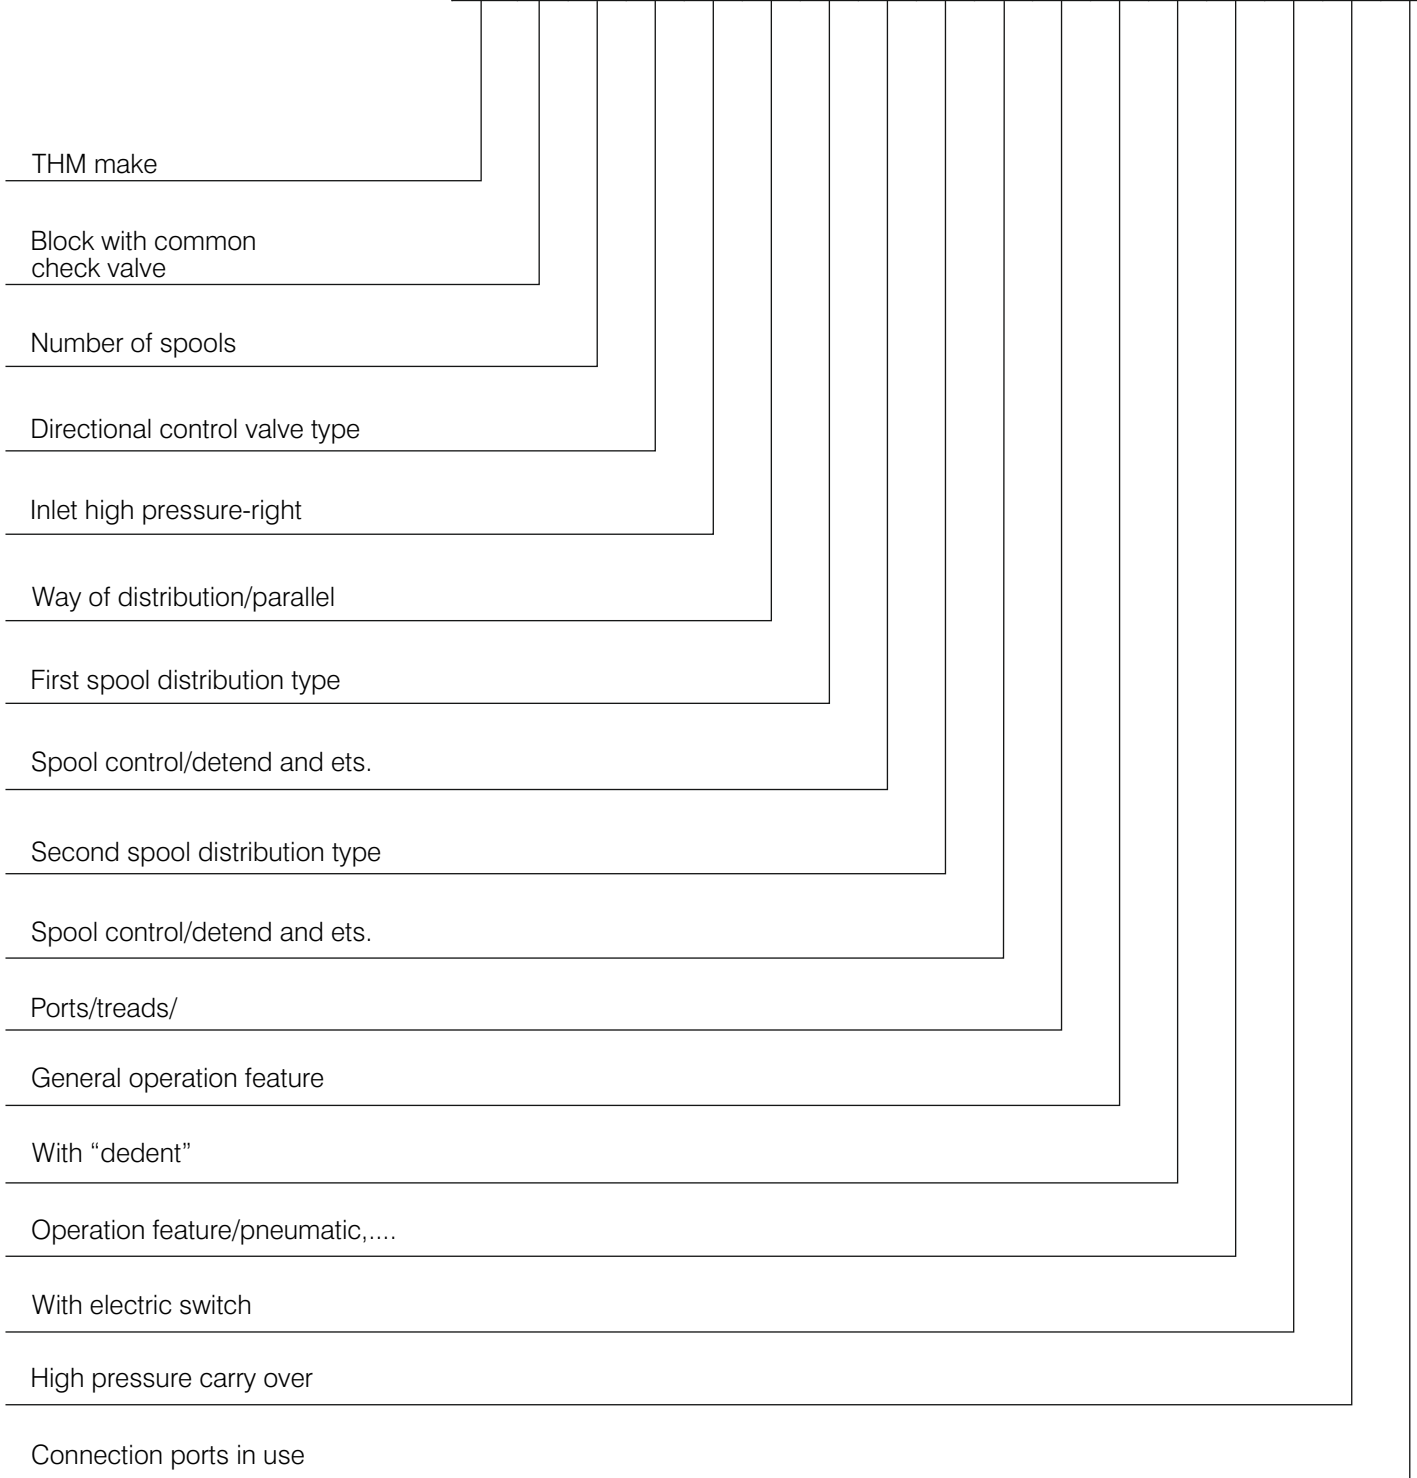 THM make
Block with common
check valve
Number of spools
Directional control valve type
Inlet high pressure-right
Way of distribution/parallel
First spool distribution type
Spool control/detend and ets.
Second spool distribution type
Spool control/detend and ets.
Ports/treads/
General operation feature
With “dedent”
Operation feature/pneumatic,....
With electric switch
High pressure carry over
Connection ports in use